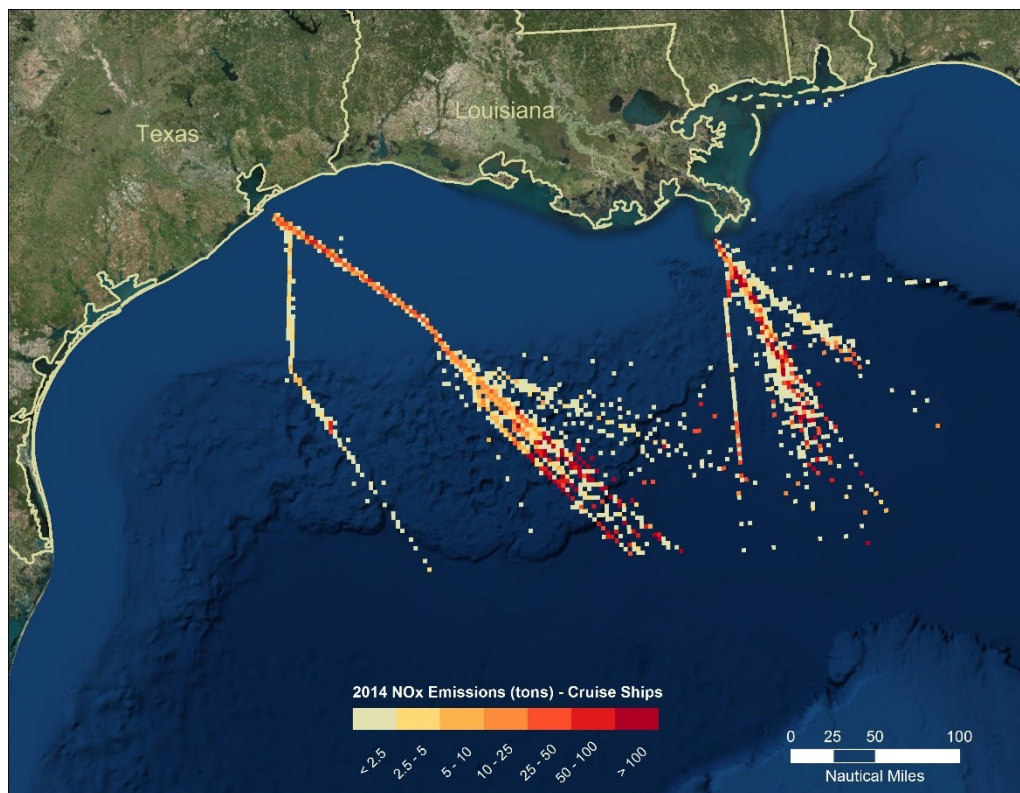 Louisiana
Texas
2014 NOx Emissions (tons) - Cruise Ships
< 2.5
2.5 - 5
5 - 10
10 - 25
25 - 50
50 - 100
> 100
0 25 50 100
Nautical Miles